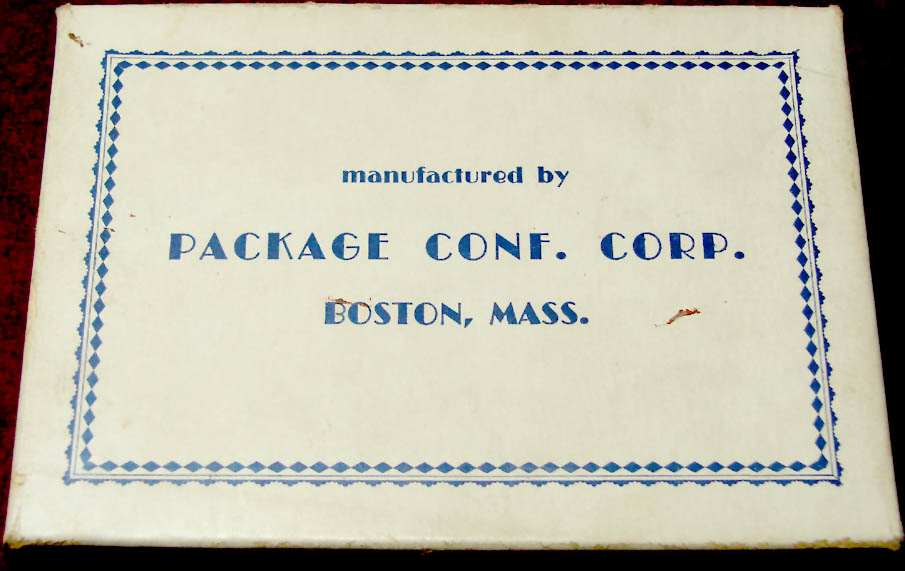 manufactured by
PACKAGE CONF. CORP.
BOSTON, MASS.